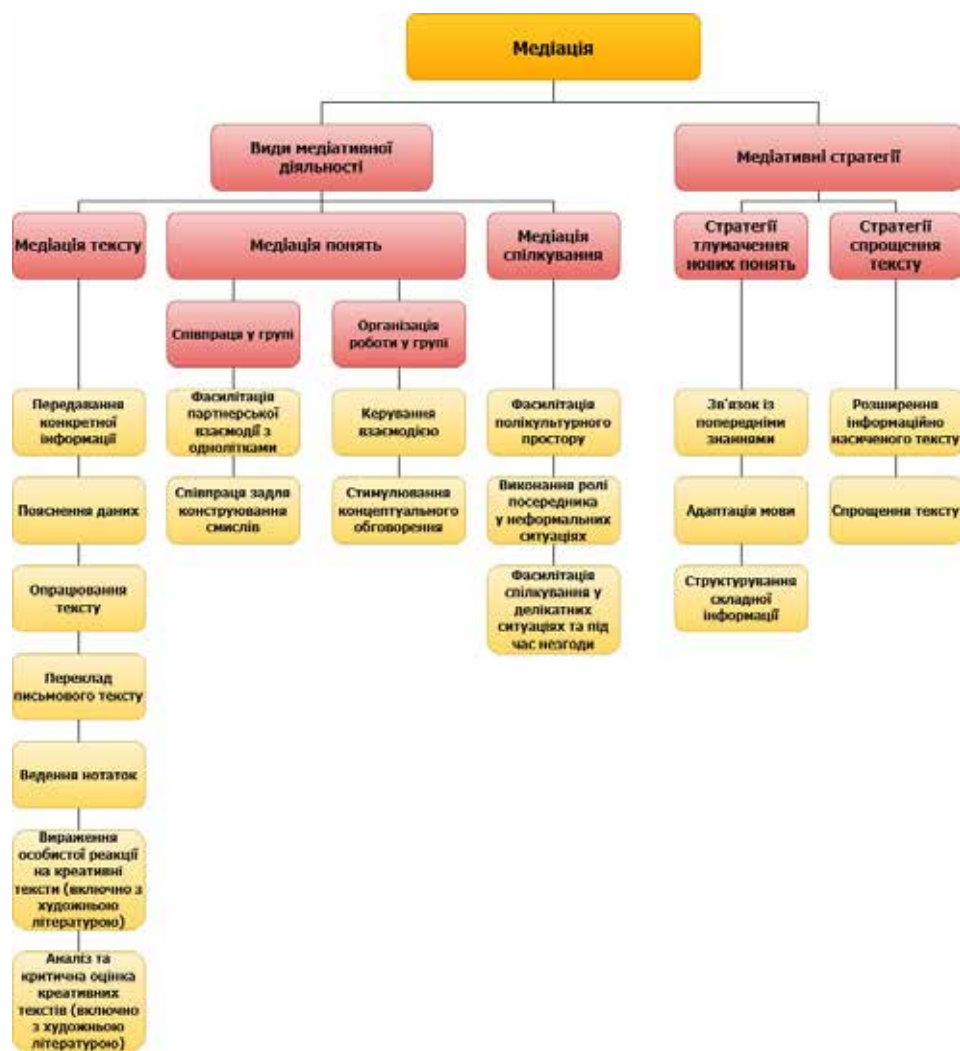 Медіація
Види медіативної
діяльності
Медіативні стратегії
Медіація тексту
Медіація понять
Медіація
спілкування
Стратегії
тлумачення
нових понять
Стратегії
спрощення
тексту
Співпраця у групі
Організація
роботи у групі
Передавання
конкретної
інформації
Фасилітація
партнерської
взаємодії з
однолітками
Керування
взаємодією
Фасилітація
полікультурного
простору
Зв'язок із
попередніми
знаннями
Розширення
інформаційно
насиченого тексту
Пояснення даних
Співпраця задля
конструювання
смислів
Стимулювання
концептуального
обговорення
Виконання ролі
посередника
у неформальних
ситуаціях
Адаптація мови
Спрощення тексту
Опрацювання
тексту
Фасилітація
спілкування у
делікатних
ситуаціях та під
час незгоди
Структурування
складної
інформації
Переклад
письмового тексту
Ведення нотаток
Вираження
особистої реакції
на креативні
тексти (включно з
художньою
літературою)
Аналіз та
критична оцінка
креативних
текстів (включно
з художньою
літературою)